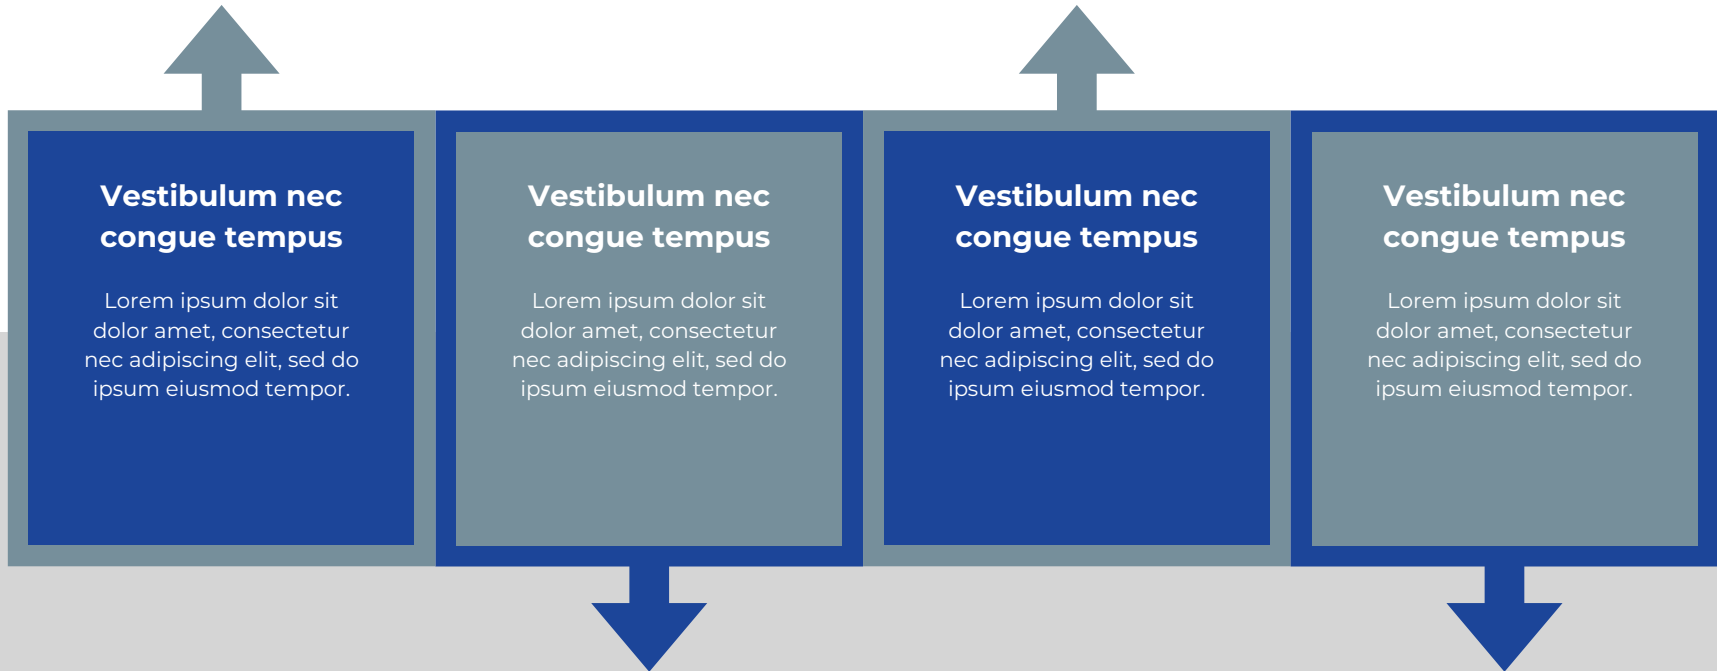 Vestibulum nec
congue tempus
Lorem ipsum dolor sit
dolor amet, consectetur
nec adipiscing elit, sed do
ipsum eiusmod tempor.
Vestibulum nec
congue tempus
Lorem ipsum dolor sit
dolor amet, consectetur
nec adipiscing elit, sed do
ipsum eiusmod tempor.
Vestibulum nec
congue tempus
Lorem ipsum dolor sit
dolor amet, consectetur
nec adipiscing elit, sed do
ipsum eiusmod tempor.
Vestibulum nec
congue tempus
Lorem ipsum dolor sit
dolor amet, consectetur
nec adipiscing elit, sed do
ipsum eiusmod tempor.